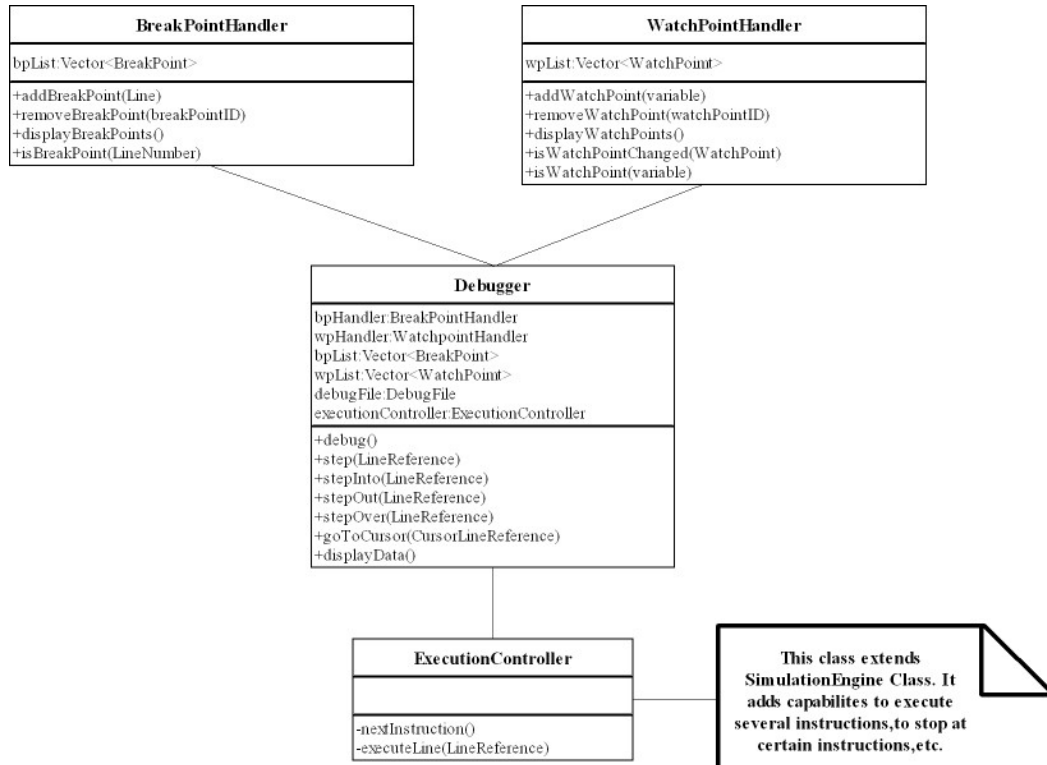 BreakPointHandler
bpList:Vector<BreakPoint>
+addBreakPoint(Line)
+removeBreakPoint(breakPointID)
+displayBreakPoints()
+isBreakPoint(LineNumber)
WatchPointHandler
wpList:Vector<WatchPoimt>
+addWatchPoint(variable)
+removeWatchPoint(watchPointID)
+displayWatchPoints()
+isWatchPointChanged(WatchPoint)
+isWatchPoint(variable)
Debugger
bpHandler:BreakPointHandler
wpHandler:WatchpointHandler
bpList:Vector<BreakPoint>
wpList:Vector<WatchPoimt>
debugFile:DebugFile
executionController:ExecutionController
+debug()
+step(LineReference)
+stepInto(LineReference)
+stepOut(LineReference)
+stepOver(LineReference)
+goToCursor(CursorLineReference)
+displayData()
ExecutionController
-nextInstruction()
-executeLine(LineReference)
This class extends
SimulationEngine Class. It
adds capabilites to execute
several instructions,to stop at
certain instructions,etc.